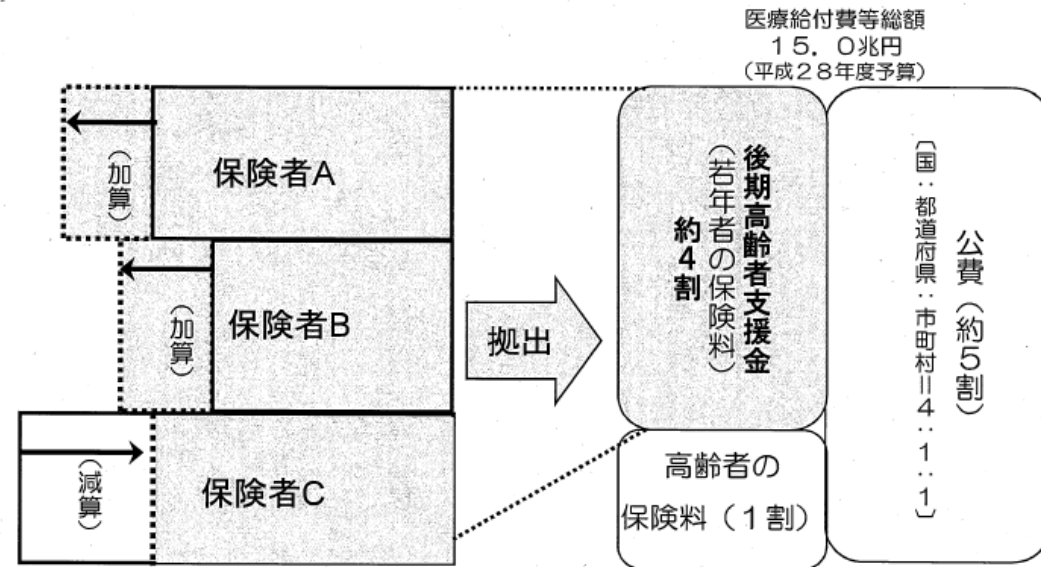 医療給付費等総額
１５．０兆円
（平成２８年度予算）
保険者A
（加算）
保険者B
（加算）
保険者C
（減算）
拠出
後期高齢者支援金
（若年者の保険料）
約４割
高齢者の
保険料（１割）
公費（約５割）
〔国：都道府県：市町村＝４：１：１〕